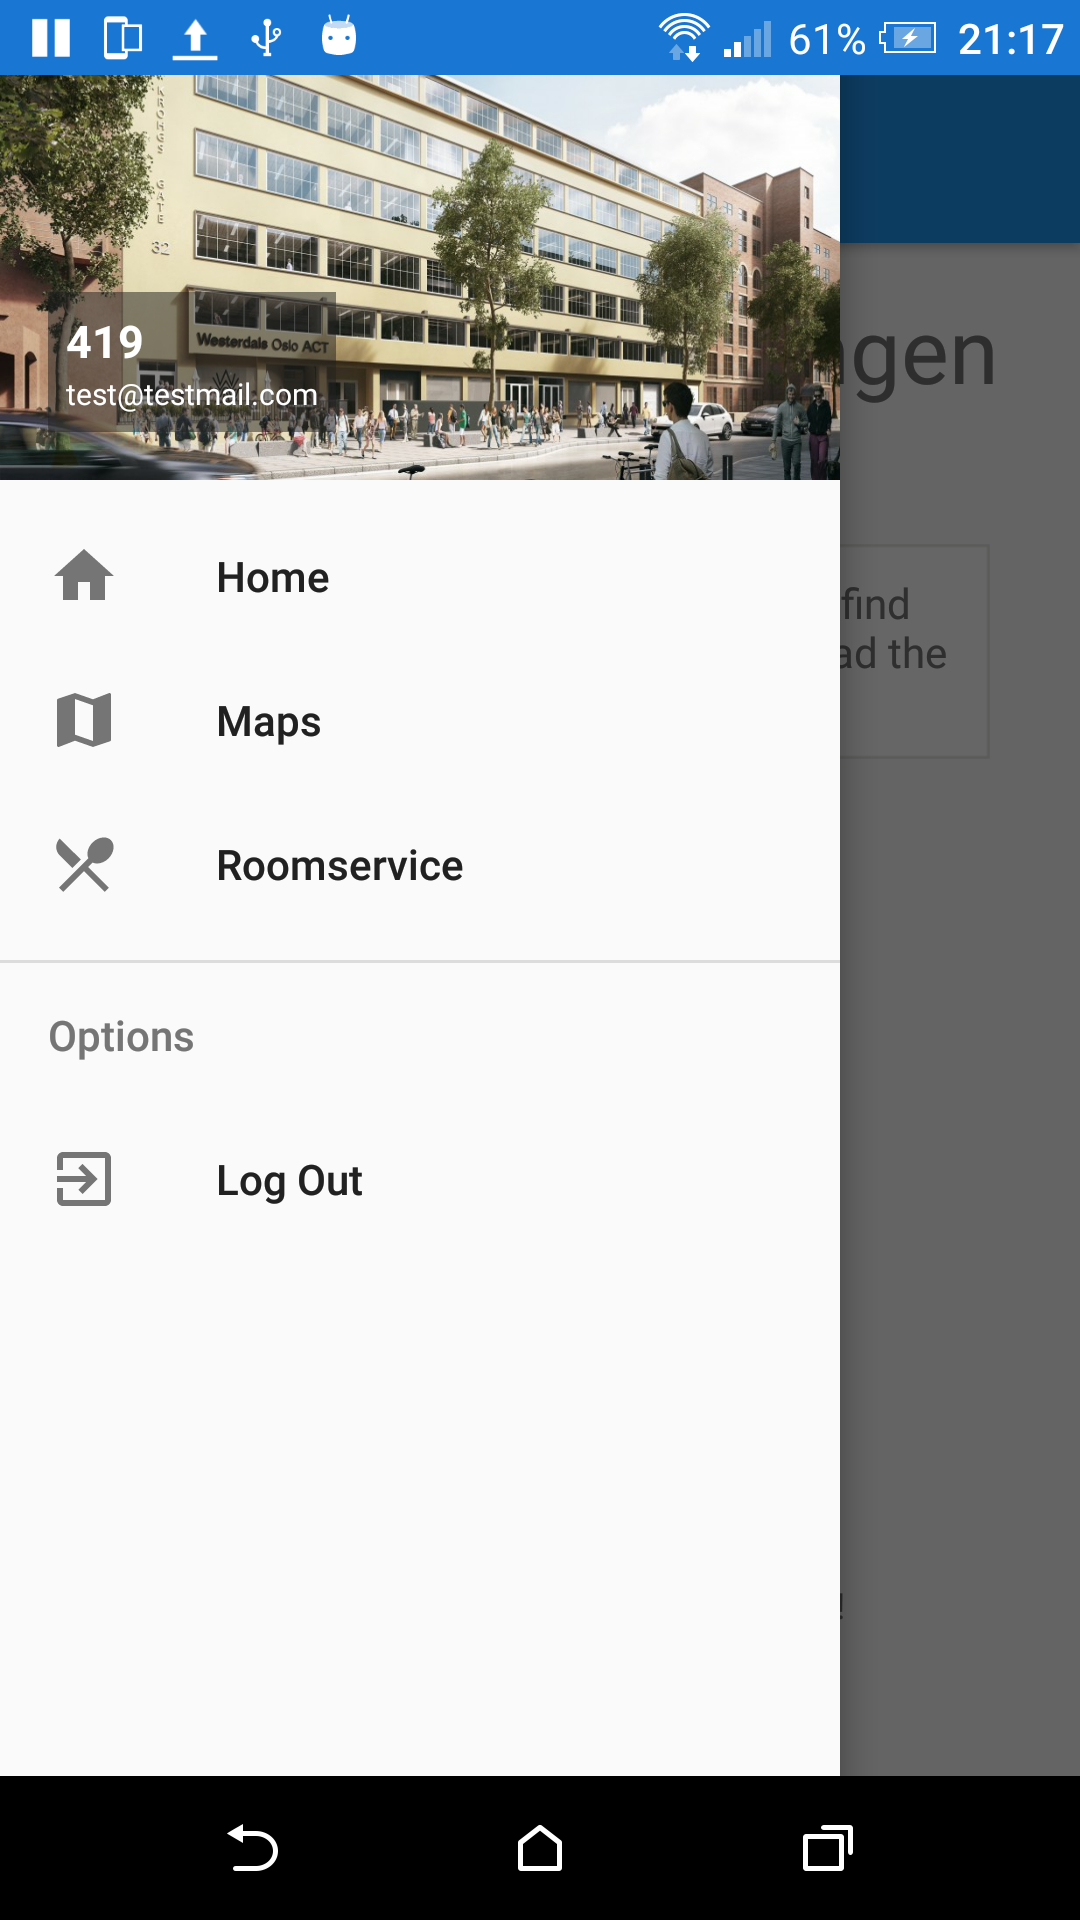 61%
21:17
KROHGS GATE
32
Westerdals Oslo ACT
419
test@testmail.com
ngen
Home
find
ad the
Maps
Roomservice
Options
Log Out
!